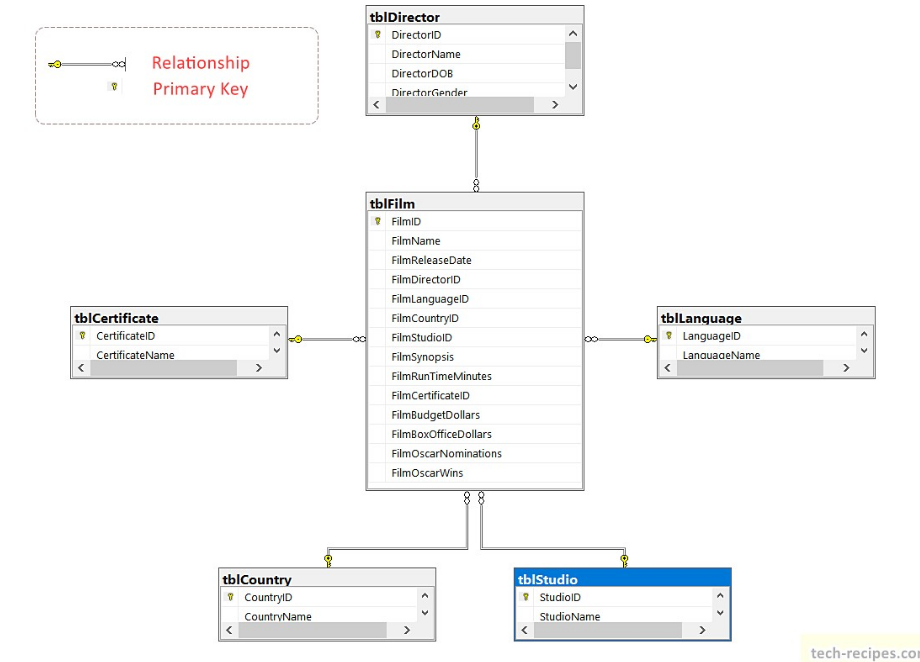 tblDirector
DirectorID
DirectorName
DirectorDOB
DirectorGender
Relationship
Primary Key
tblFilm
FilmID
FilmName
FilmReleaseDate
FilmDirectorID
FilmLanguageID
FilmCountryID
FilmStudioID
FilmSynopsis
FilmRunTimeMinutes
FilmCertificateID
FilmBudgetDollars
FilmBoxOfficeDollars
FilmOscarNominations
FilmOscarWins
tblCertificate
CertificateID
CertificateName
tblLanguage
LanguageID
LanguageName
tblCountry
CountryID
CountryName
tblStudio
StudioID
StudioName
tech-recipes.co